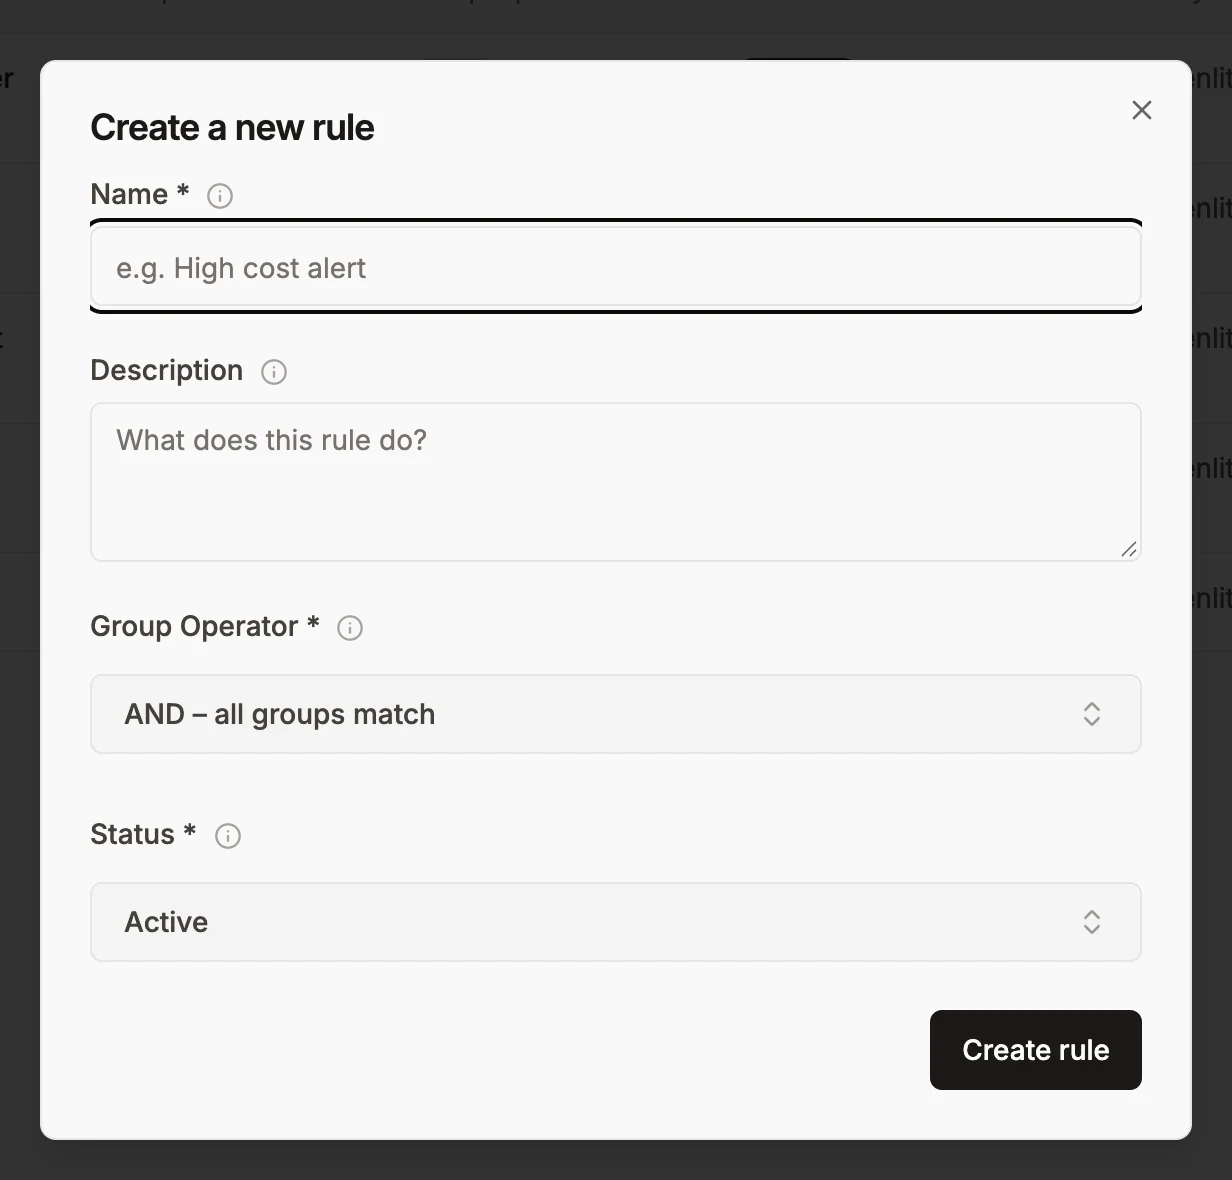 Create a new rule
Name *
e.g. High cost alert
Description
What does this rule do?
Group Operator *
AND – all groups match
Status *
Active
Create rule